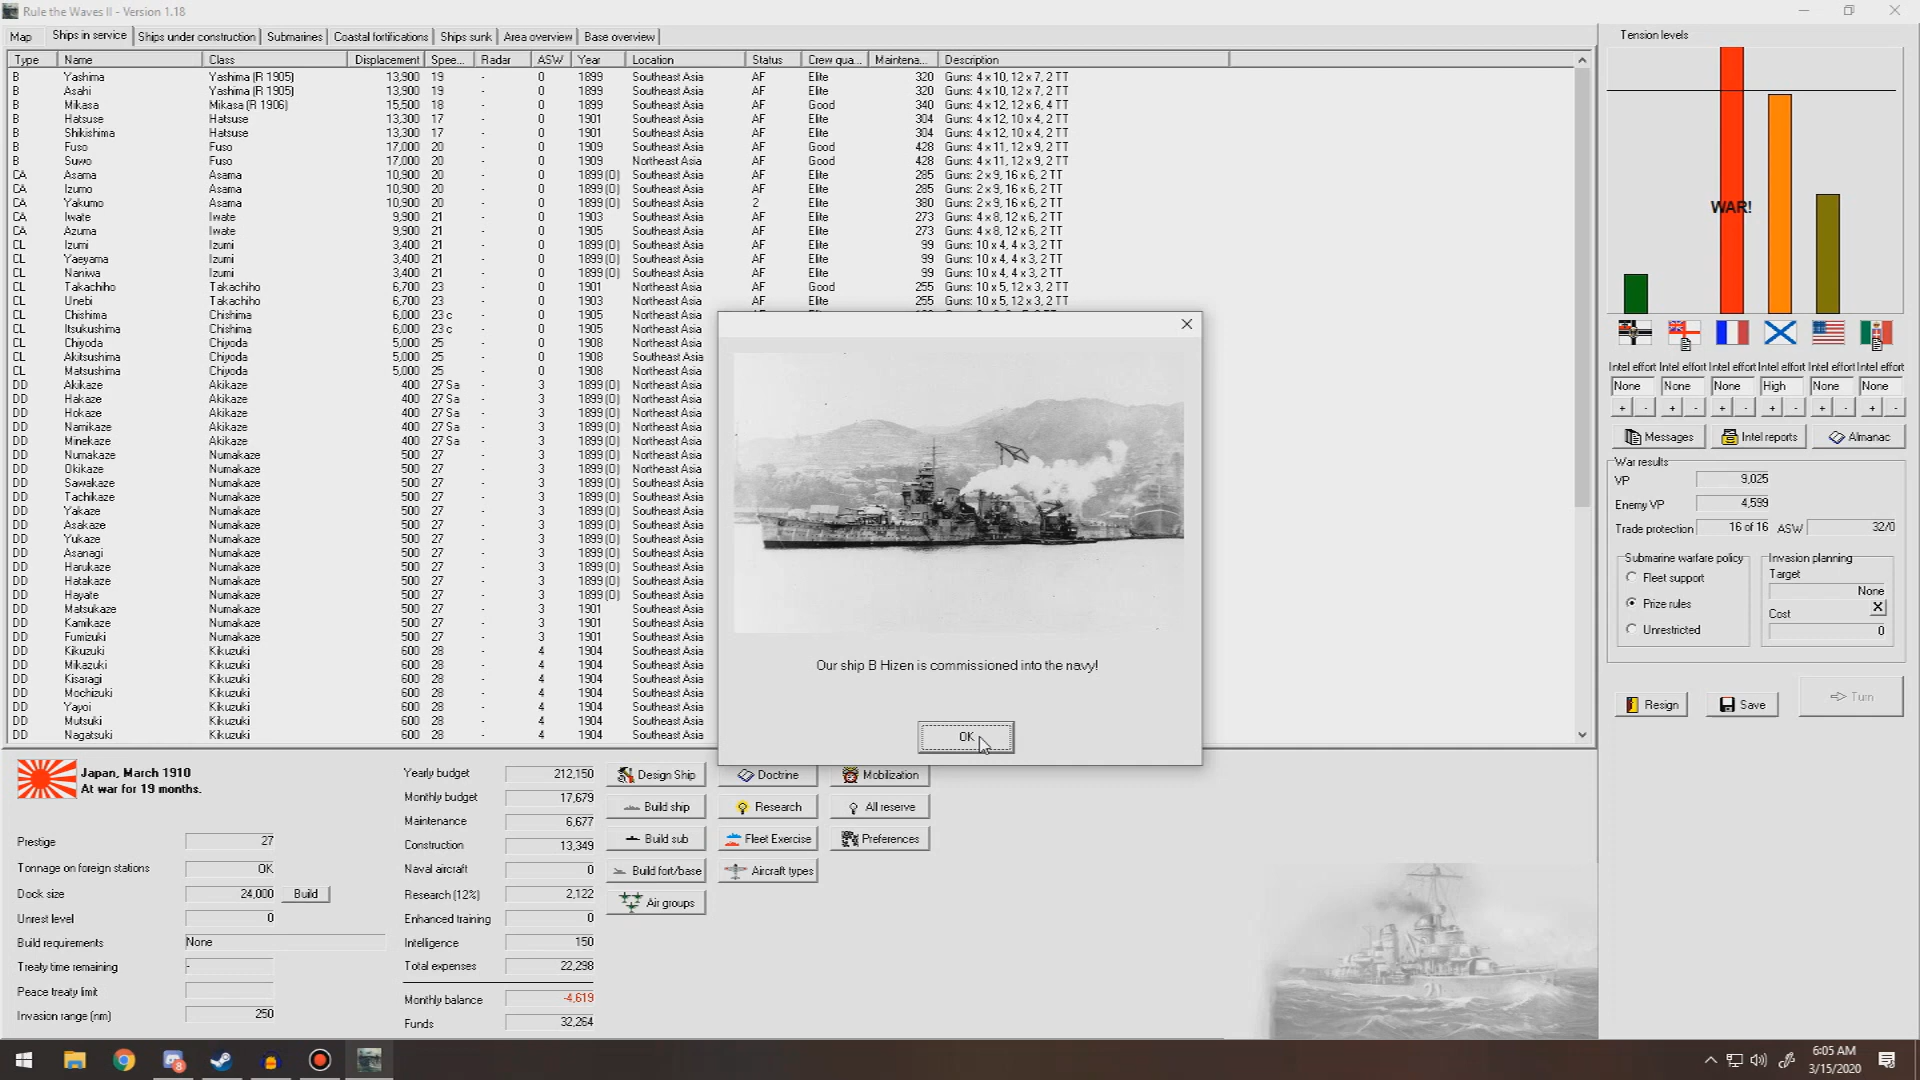 Rule the Waves II - Version 1.18
Map Ships in service Ships under construction Submarines Coastal fortifications Ships sunk Area overview Base overview
Type Name Class Displacement Spee... Radar ASW Year Location Status Crew qua... Maintena... Description
B Yashima Yashima (R 1905) 13,900 19 - 0 1899 Southeast Asia AF Elite 320 Guns: 4 x 10, 12 x 7, 2 TT
B Asahi Yashima (R 1905) 13,900 19 - 0 1899 Southeast Asia AF Elite 320 Guns: 4 x 10, 12 x 7, 2 TT
B Mikasa Mikasa (R 1906) 15,500 18 - 0 1899 Southeast Asia AF Good 340 Guns: 4 x 12, 12 x 6, 4 TT
B Hatsuse Hatsuse 13,300 17 - 0 1901 Southeast Asia AF Elite 304 Guns: 4 x 12, 10 x 4, 2 TT
B Shikishima Hatsuse 13,300 17 - 0 1901 Southeast Asia AF Elite 304 Guns: 4 x 12, 10 x 4, 2 TT
B Fuso Fuso 17,000 20 - 0 1909 Southeast Asia AF Good 428 Guns: 4 x 11, 12 x 9, 2 TT
B Suwo Fuso 17,000 20 - 0 1909 Northeast Asia AF Good 428 Guns: 4 x 11, 12 x 9, 2 TT
CA Asama Asama 10,900 20 - 0 1899 (O) Southeast Asia AF Elite 285 Guns: 2 x 9, 16 x 6, 2 TT
CA Izumo Asama 10,900 20 - 0 1899 (O) Southeast Asia AF Elite 285 Guns: 2 x 9, 16 x 6, 2 TT
CA Yakumo Asama 10,900 20 - 0 1899 (O) Southeast Asia 2 Elite 380 Guns: 2 x 9, 16 x 6, 2 TT
CA Iwate Iwate 9,900 21 - 0 1903 Southeast Asia AF Elite 273 Guns: 4 x 8, 12 x 6, 2 TT
CA Azuma Iwate 9,900 21 - 0 1905 Southeast Asia AF Elite 273 Guns: 4 x 8, 12 x 6, 2 TT
CL Izumi Izumi 3,400 21 - 0 1899 (O) Southeast Asia AF Elite 99 Guns: 10 x 4, 4 x 3, 2 TT
CL Yaeyama Izumi 3,400 21 - 0 1899 (O) Southeast Asia AF Elite 99 Guns: 10 x 4, 4 x 3, 2 TT
CL Naniwa Izumi 3,400 21 - 0 1899 (O) Southeast Asia AF Elite 99 Guns: 10 x 4, 4 x 3, 2 TT
CL Takachiho Takachiho 6,700 23 - 0 1901 Northeast Asia AF Good 255 Guns: 10 x 5, 12 x 3, 2 TT
CL Unebi Takachiho 6,700 23 - 0 1903 Northeast Asia AF Elite 255 Guns: 10 x 5, 12 x 3, 2 TT
CL Chishima Chishima 6,000 23 c - 0 1905 Northeast Asia
CL Itsukushima Chishima 6,000 23 c - 0 1905 Northeast Asia
CL Chiyoda Chiyoda 5,000 25 - 0 1908 Northeast Asia
CL Akitsushima Chiyoda 5,000 25 - 0 1908 Southeast Asia
CL Matsushima Chiyoda 5,000 25 - 0 1908 Northeast Asia
DD Akikaze Akikaze 400 27 Sa - 3 1899 (O) Northeast Asia
DD Hakaze Akikaze 400 27 Sa - 3 1899 (O) Northeast Asia
DD Hokaze Akikaze 400 27 Sa - 3 1899 (O) Northeast Asia
DD Namikaze Akikaze 400 27 Sa - 3 1899 (O) Northeast Asia
DD Minekaze Akikaze 400 27 Sa - 3 1899 (O) Northeast Asia
DD Numakaze Numakaze 500 27 - 3 1899 (O) Northeast Asia
DD Okikaze Numakaze 500 27 - 3 1899 (O) Northeast Asia
DD Sawakaze Numakaze 500 27 - 3 1899 (O) Southeast Asia
DD Tachikaze Numakaze 500 27 - 3 1899 (O) Southeast Asia
DD Yakaze Numakaze 500 27 - 3 1899 (O) Southeast Asia
DD Asakaze Numakaze 500 27 - 3 1899 (O) Southeast Asia
DD Yukaze Numakaze 500 27 - 3 1899 (O) Southeast Asia
DD Asanagi Numakaze 500 27 - 3 1899 (O) Southeast Asia
DD Harukaze Numakaze 500 27 - 3 1899 (O) Southeast Asia
DD Hatakaze Numakaze 500 27 - 3 1899 (O) Southeast Asia
DD Hayate Numakaze 500 27 - 3 1899 (O) Southeast Asia
DD Matsukaze Numakaze 500 27 - 3 1901 Southeast Asia
DD Kamikaze Numakaze 500 27 - 3 1901 Southeast Asia
DD Fumizuki Numakaze 500 27 - 3 1901 Southeast Asia
DD Kikuzuki Kikuzuki 600 28 - 4 1904 Southeast Asia
DD Mikazuki Kikuzuki 600 28 - 4 1904 Southeast Asia
DD Kisaragi Kikuzuki 600 28 - 4 1904 Southeast Asia
DD Mochizuki Kikuzuki 600 28 - 4 1904 Southeast Asia
DD Yayoi Kikuzuki 600 28 - 4 1904 Southeast Asia
DD Mutsuki Kikuzuki 600 28 - 4 1904 Southeast Asia
DD Nagatsuki Kikuzuki 600 28 - 4 1904 Southeast Asia
Our ship B Hizen is commissioned into the navy!
OK
Tension levels
WAR!
Intel effort Intel effort Intel effort Intel effort Intel effort Intel effort
None None None High None None
+ - + - + - + - + - + -
Messages Intel reports Almanac
War results
VP 9,025
Enemy VP 4,599
Trade protection 16 of 16 ASW 32/0
Submarine warfare policy
Fleet support
Prize rules
Unrestricted
Invasion planning
Target
None
Cost X
0
Resign Save Turn
Japan, March 1910
At war for 19 months.
Prestige 27
Tonnage on foreign stations OK
Dock size 24,000 Build
Unrest level 0
Build requirements None
Treaty time remaining -
Peace treaty limit
Invasion range (nm) 250
Yearly budget 212,150
Monthly budget 17,679
Maintenance 6,677
Construction 13,349
Naval aircraft 0
Research (12%) 2,122
Enhanced training 0
Intelligence 150
Total expenses 22,298
Monthly balance -4,619
Funds 32,264
Design Ship Doctrine Mobilization
Build ship Research All reserve
Build sub Fleet Exercise Preferences
Build fort/base Aircraft types
Air groups
8
6:05 AM
3/15/2020